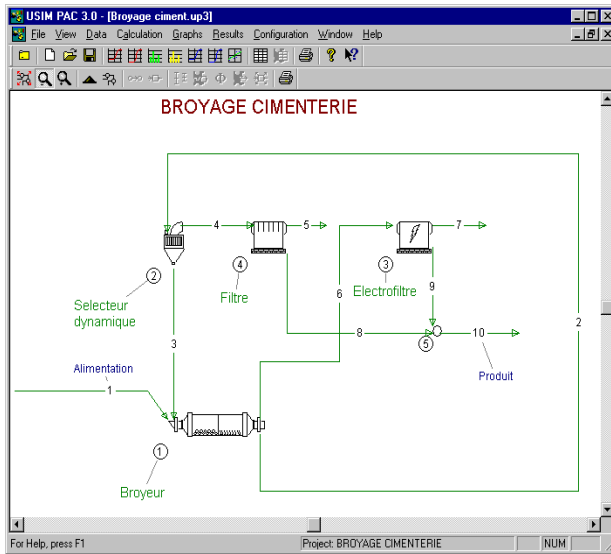 USIM PAC 3.0 - [Broyage ciment.up3]
File View Data Calculation Graphs Results Configuration Window Help
BROYAGE CIMENTERIE
4
5
7
2
4
3
Filtre
Electrofiltre
6
9
2
Selecteur
dynamique
3
8
5
10
Alimentation
Produit
1
1
Broyeur
For Help, press F1
Project: BROYAGE CIMENTERIE
NUM